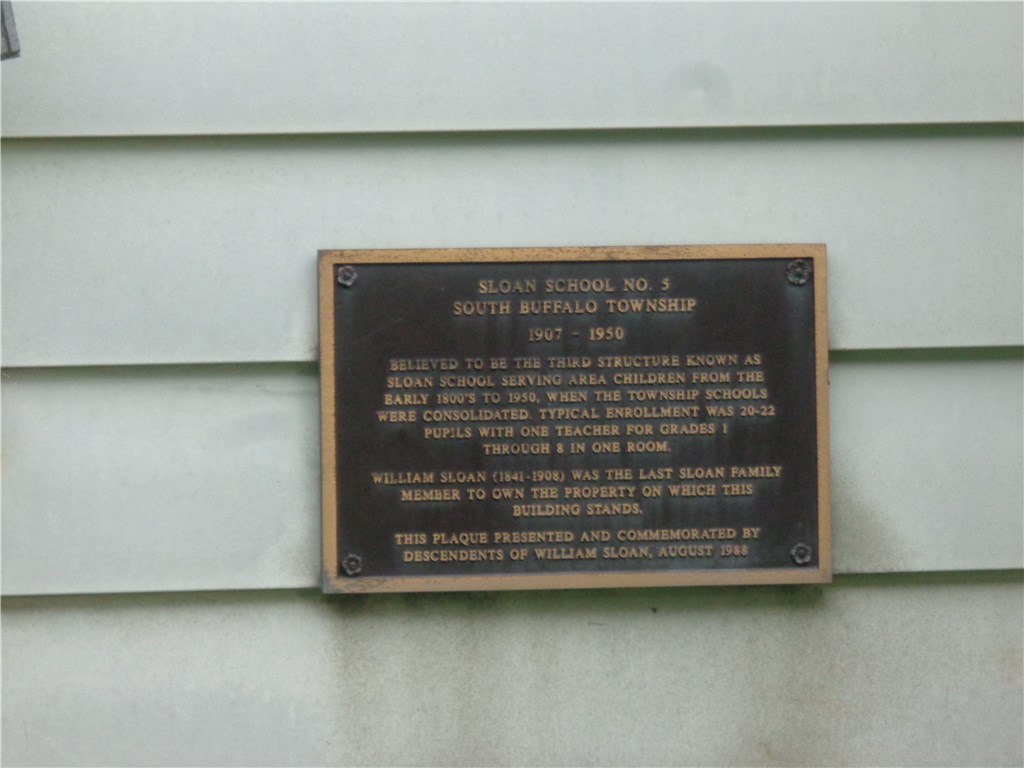 SLOAN SCHOOL NO. 5
SOUTH BUFFALO TOWNSHIP
1907 - 1950
BELIEVED TO BE THE THIRD STRUCTURE KNOWN AS
SLOAN SCHOOL SERVING AREA CHILDREN FROM THE
EARLY 1800'S TO 1950, WHEN THE TOWNSHIP SCHOOLS
WERE CONSOLIDATED. TYPICAL ENROLLMENT WAS 20-22
PUPILS WITH ONE TEACHER FOR GRADES 1
THROUGH 8 IN ONE ROOM.
WILLIAM SLOAN (1841-1908) WAS THE LAST SLOAN FAMILY
MEMBER TO OWN THE PROPERTY ON WHICH THIS
BUILDING STANDS.
THIS PLAQUE PRESENTED AND COMMEMORATED BY
DESCENDENTS OF WILLIAM SLOAN, AUGUST 1988